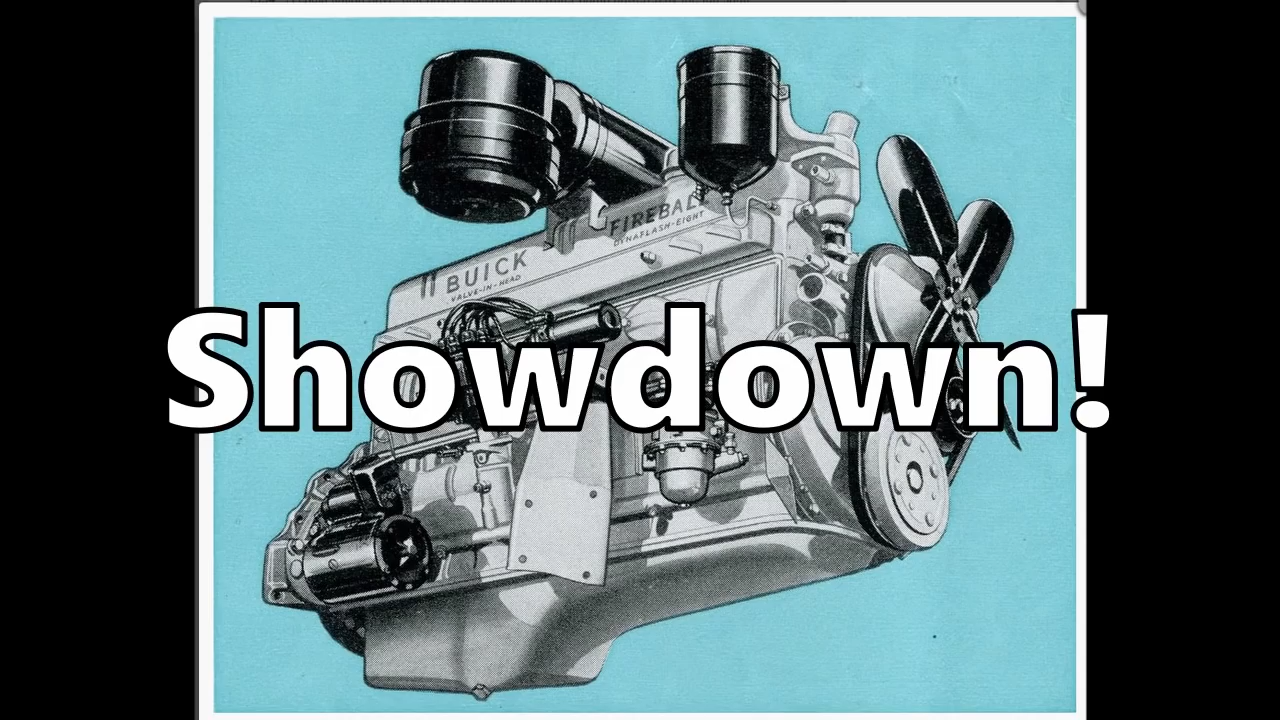 BUICK
VALVE-IN-HEAD
FIREBALL
DYNAFLASH-EIGHT
Showdown!